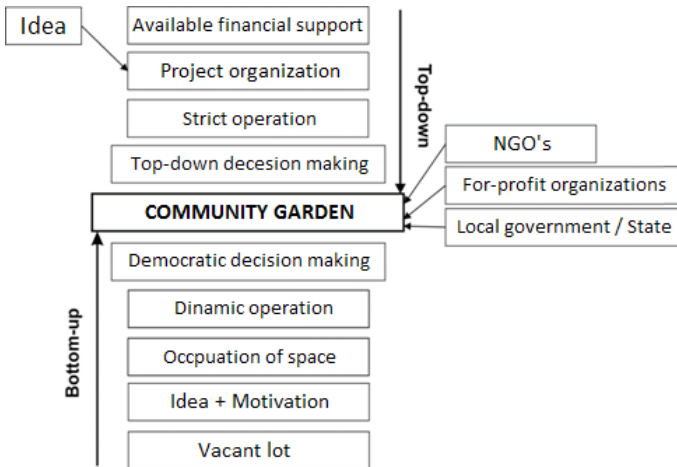 Idea
Available financial support
Project organization
Strict operation
Top-down decesion making
Top-down
NGO's
For-profit organizations
Local government / State
COMMUNITY GARDEN
Democratic decision making
Dinamic operation
Occpuation of space
Idea + Motivation
Vacant lot
Bottom-up